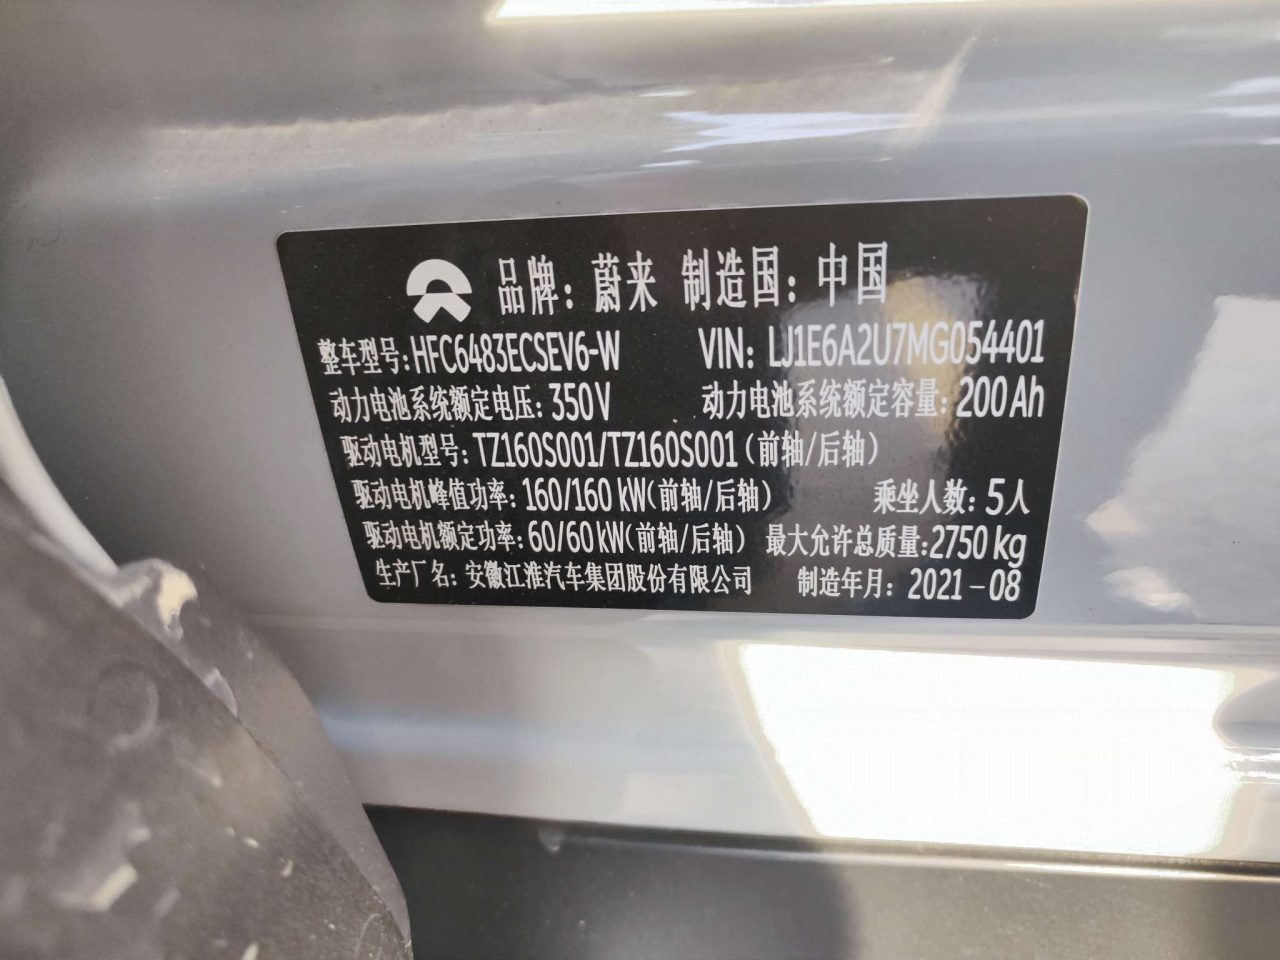 品牌：蔚来 制造国：中国
整车型号：HFC6483ECSEV6-W VIN：LJ1E6A2U7MG054401
动力电池系统额定电压：350V 动力电池系统额定容量：200Ah
驱动电机型号：TZ160S001/TZ160S001（前轴/后轴）
驱动电机峰值功率：160/160 kW（前轴/后轴） 乘坐人数：5人
驱动电机额定功率：60/60 kW（前轴/后轴） 最大允许总质量：2750 kg
生产厂名：安徽江淮汽车集团股份有限公司 制造年月：2021-08